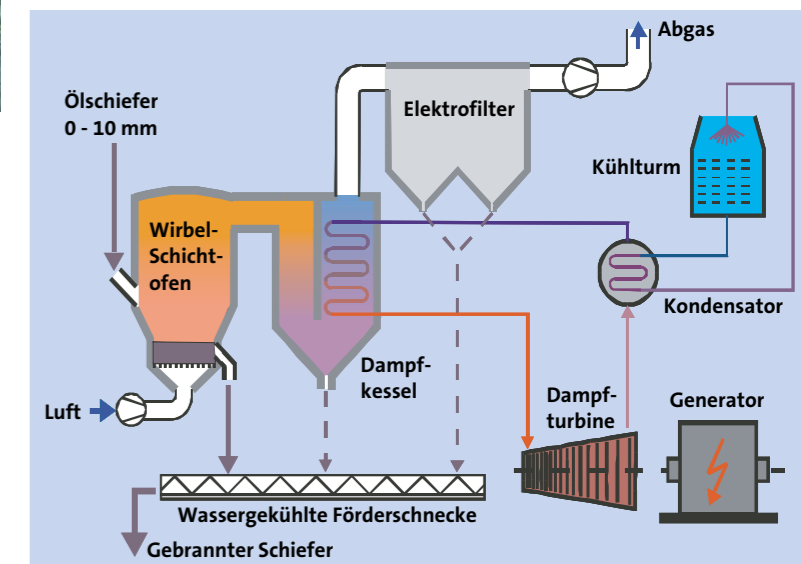 Abgas
Ölschiefer
0 - 10 mm
Elektrofilter
Kühlturm
Wirbel-
Schicht-
ofen
Kondensator
Dampf-
kessel
Dampf-
turbine
Generator
Luft
Wassergekühlte Förderschnecke
Gebrannter Schiefer